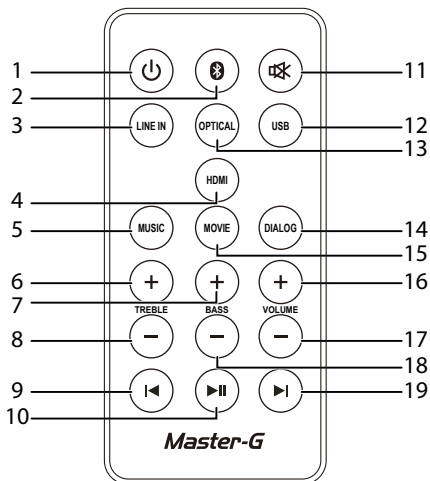 1
2
3
LINE IN
OPTICAL
USB
11
12
13
HDMI
4
5
MUSIC
MOVIE
DIALOG
14
15
6
7
16
TREBLE
BASS
VOLUME
8
17
18
9
10
19
Master-G